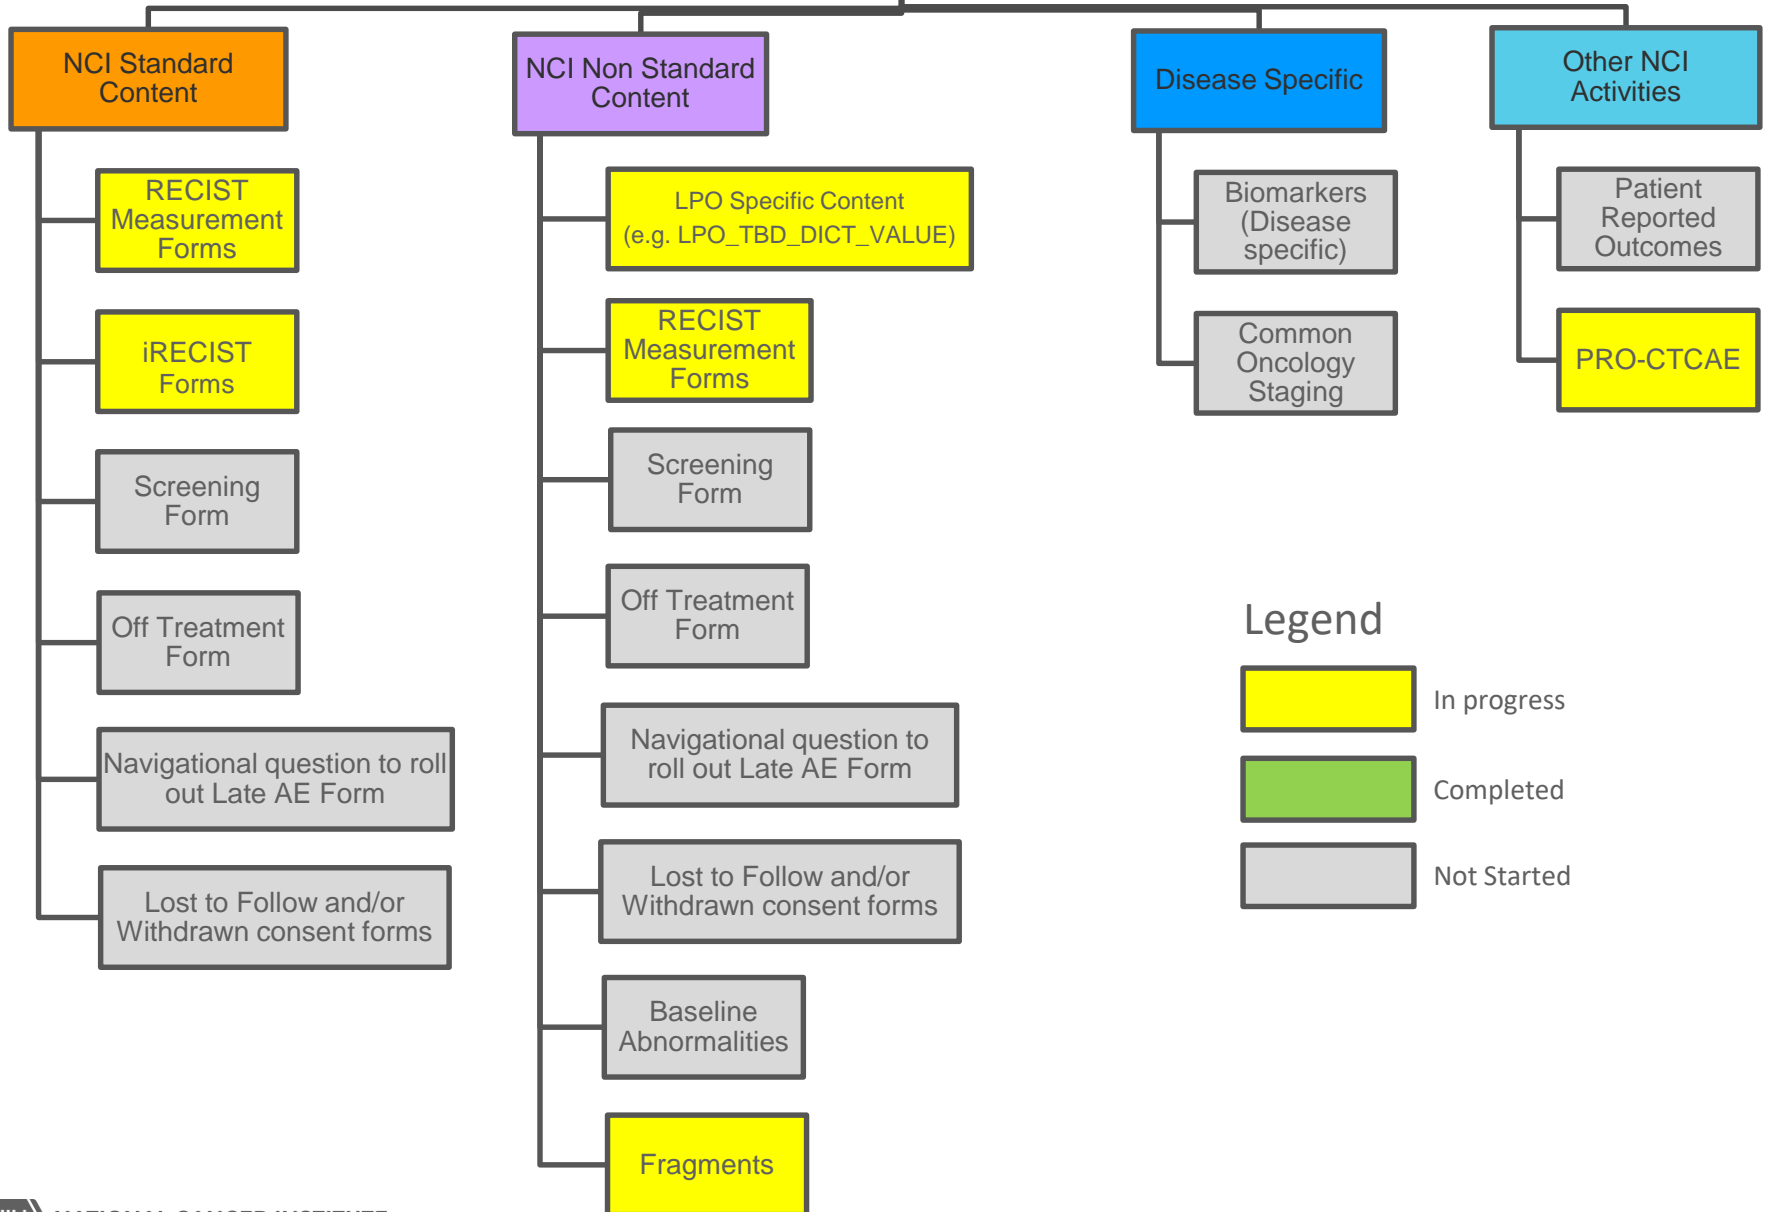 NCI Standard
Content
NCI Non Standard
Content
Disease Specific
Other NCI
Activities
RECIST
Measurement
Forms
iRECIST
Forms
Screening
Form
Off Treatment
Form
Navigational question to roll
out Late AE Form
Lost to Follow and/or
Withdrawn consent forms
LPO Specific Content
(e.g. LPO_TBD_DICT_VALUE)
RECIST
Measurement
Forms
Screening
Form
Off Treatment
Form
Navigational question to
roll out Late AE Form
Lost to Follow and/or
Withdrawn consent forms
Baseline
Abnormalities
Fragments
Biomarkers
(Disease
specific)
Common
Oncology
Staging
Patient
Reported
Outcomes
PRO-CTCAE
Legend
In progress
Completed
Not Started
NATIONAL CANCER INSTITUTE